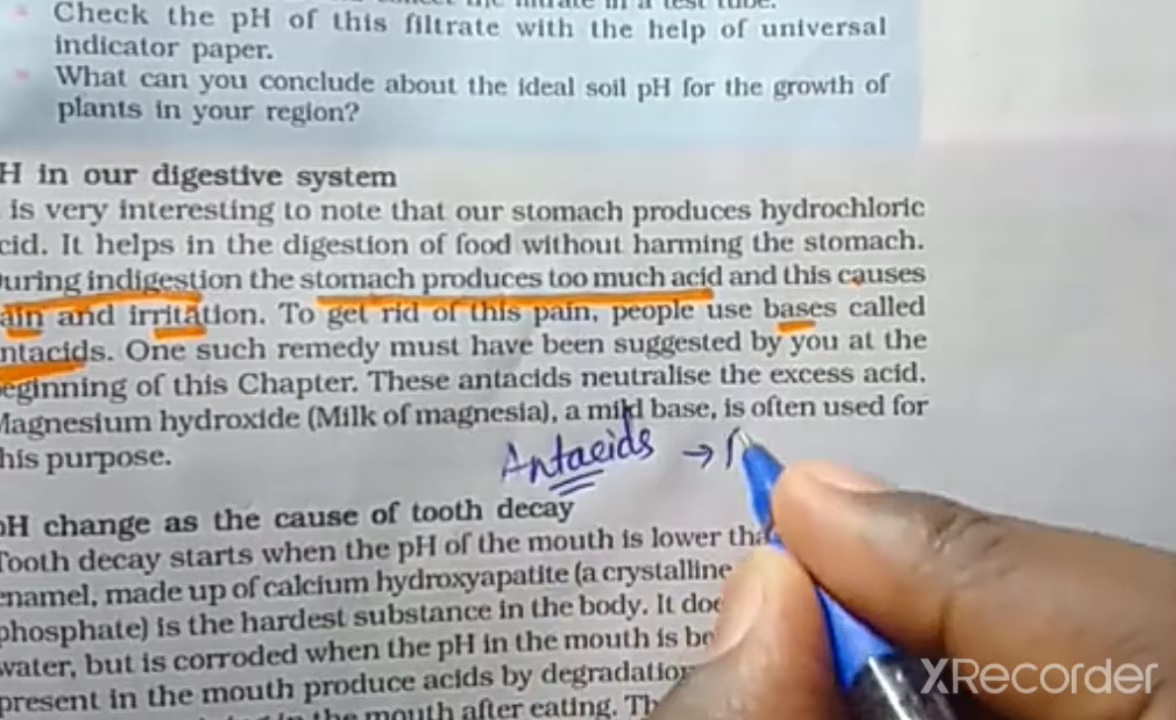 Check the pH of this filtrate with the help of universal
indicator paper.
What can you conclude about the ideal soil pH for the growth of
plants in your region?
H in our digestive system
is very interesting to note that our stomach produces hydrochloric
cid. It helps in the digestion of food without harming the stomach.
uring indigestion the stomach produces too much acid and this causes
ain and irritation. To get rid of this pain, people use bases called
ntacids. One such remedy must have been suggested by you at the
eginning of this Chapter. These antacids neutralise the excess acid.
Magnesium hydroxide (Milk of magnesia), a mild base, is often used for
his purpose.
Antacids →
pH change as the cause of tooth decay
Tooth decay starts when the pH of the mouth is lower tha
enamel, made up of calcium hydroxyapatite (a crystalline
phosphate) is the hardest substance in the body. It doe
water, but is corroded when the pH in the mouth is be
present in the mouth produce acids by degradation
the mouth after eating. Th
XRecorder